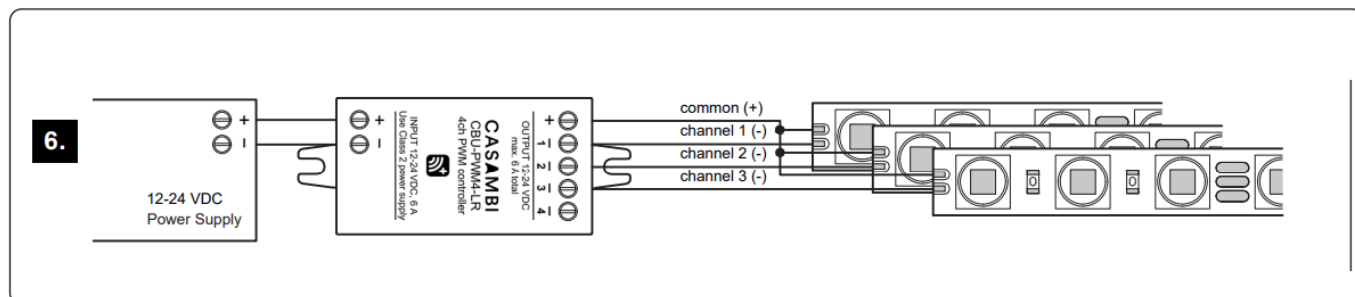 6.
12-24 VDC
Power Supply
+
-
+
-
INPUT 12-24 VDC, 6 A
Use Class 2 power supply
CASAMBI
CBU-PWM4-LR
4ch PWM controller
OUTPUT 12-24 VDC
max. 6 A total
+
1 -
2 -
3 -
4 -
common (+)
channel 1 (-)
channel 2 (-)
channel 3 (-)
0
0